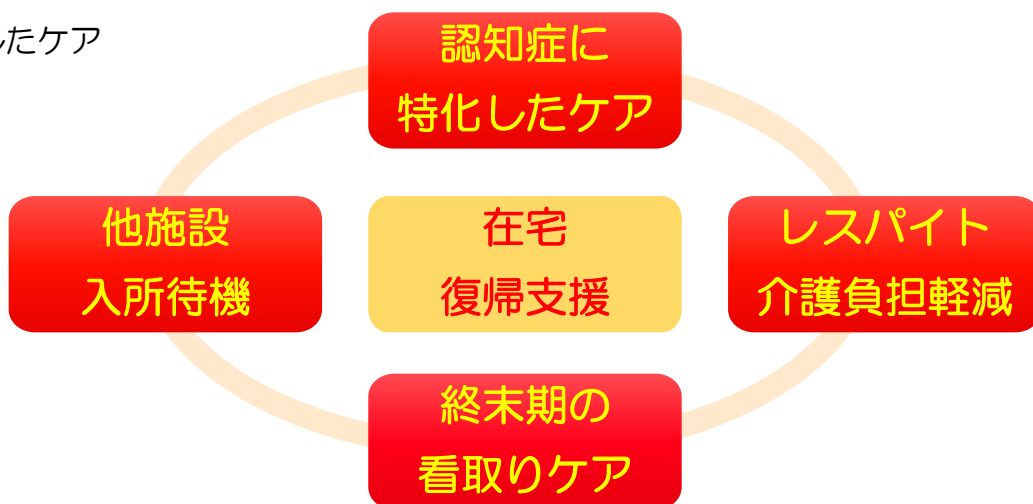 したケア
認知症に
特化したケア
他施設
入所待機
在宅
復帰支援
レスパイト
介護負担軽減
終末期の
看取りケア